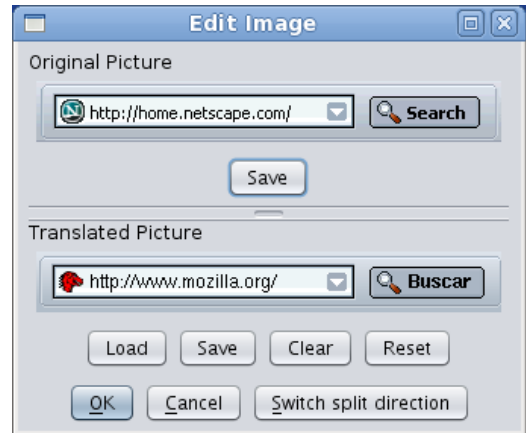 Edit Image
Original Picture
http://home.netscape.com/ Search
Save
Translated Picture
http://www.mozilla.org/ Buscar
Load Save Clear Reset
OK Cancel Switch split direction